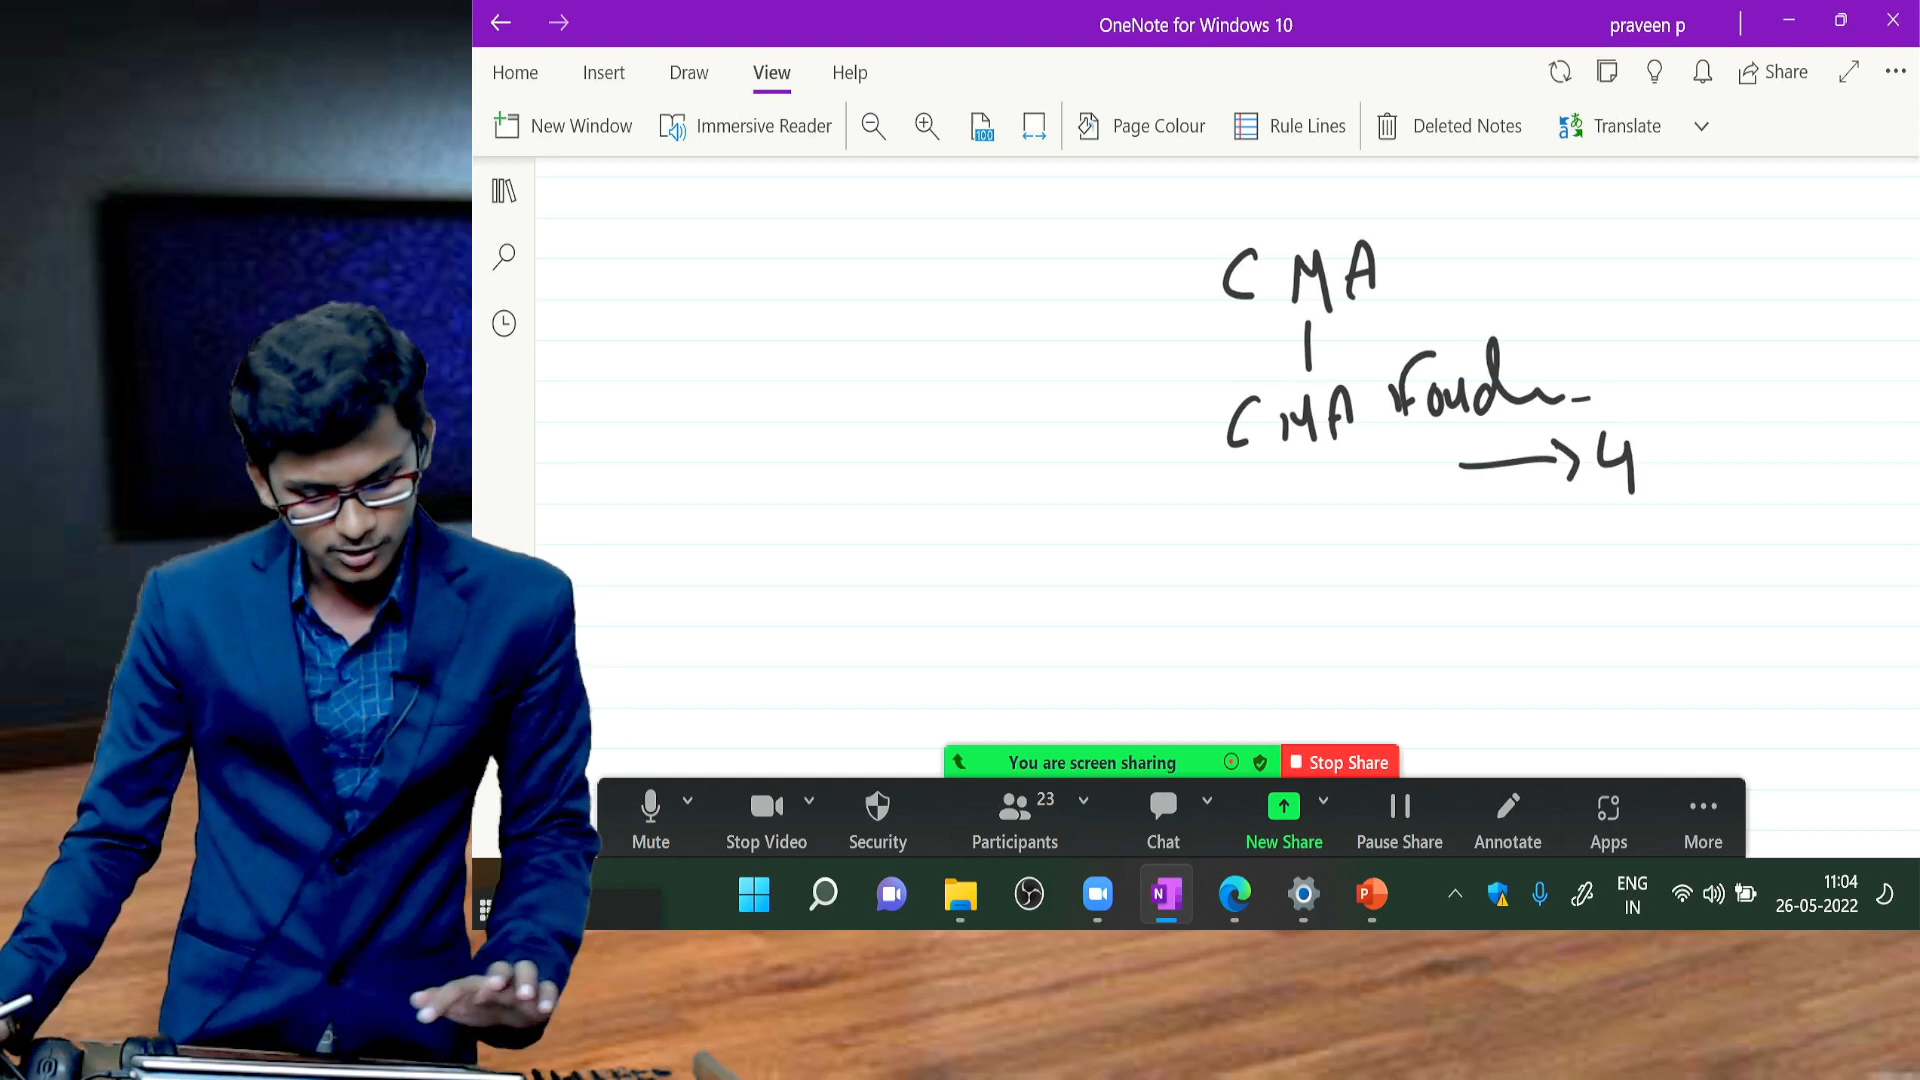 OneNote for Windows 10 praveen p
Home Insert Draw View Help Share
New Window Immersive Reader 100 Page Colour Rule Lines Deleted Notes Translate
C M A
CMA
→ 4
You are screen sharing Stop Share
Mute Stop Video Security Participants 23 Chat New Share Pause Share Annotate Apps More
ENG
IN
11:04
26-05-2022